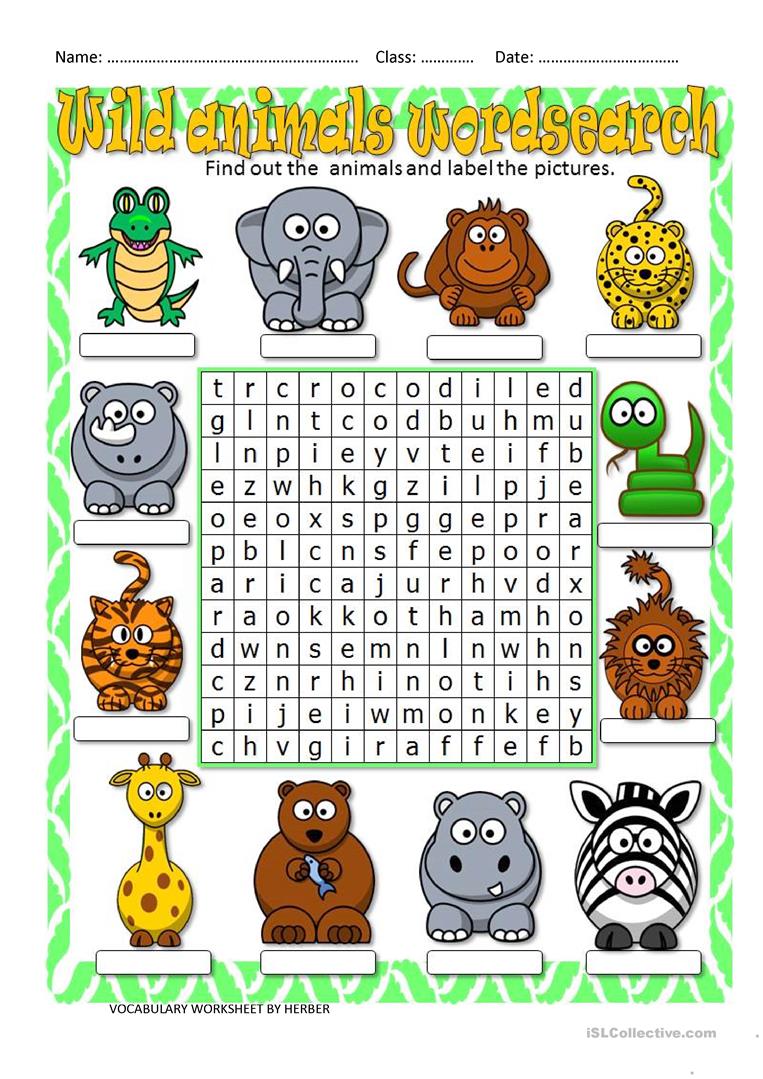 Name: ………………………………………………… Class: …………. Date: …………………………….
Wild animals wordsearch
Find out the animals and label the pictures.
t r c r o c o d i l e d
g l n t c o d b u h m u
l n p i e y v t e i f b
e z w h k g z i l p j e
o e o x s p g g e p r a
p b l c n s f e p o o r
a r i c a j u r h v d x
r a o k k o t h a m h o
d w n s e m n l n w h n
c z n r h i n o t i h s
p i j e i w m o n k e y
c h v g i r a f f e f b
VOCABULARY WORKSHEET BY HERBER
iSLCollective.com